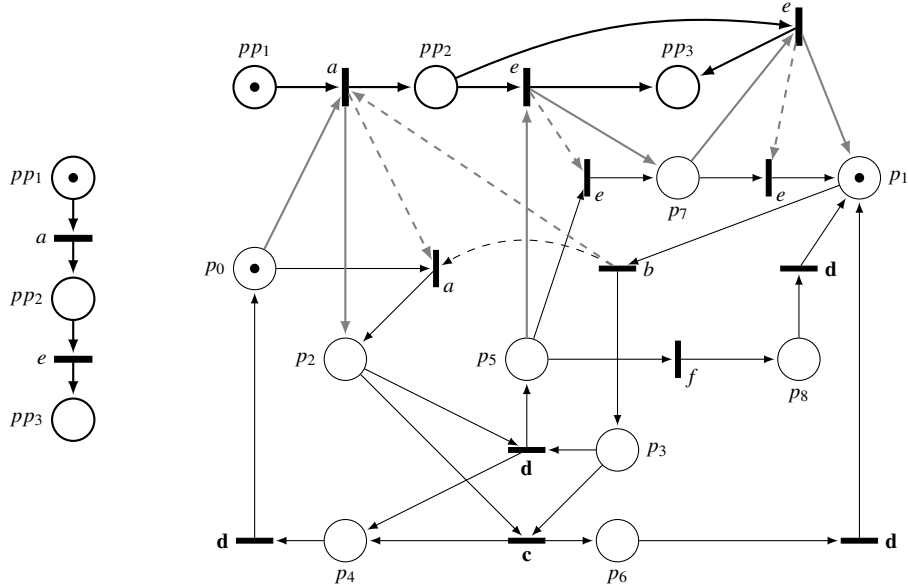 e
pp1 a pp2 e pp3
pp1 e p7 e p1
a p0 a b d
pp2 p2 p5 f p8
e
pp3 d p3
d p4 c p6 d